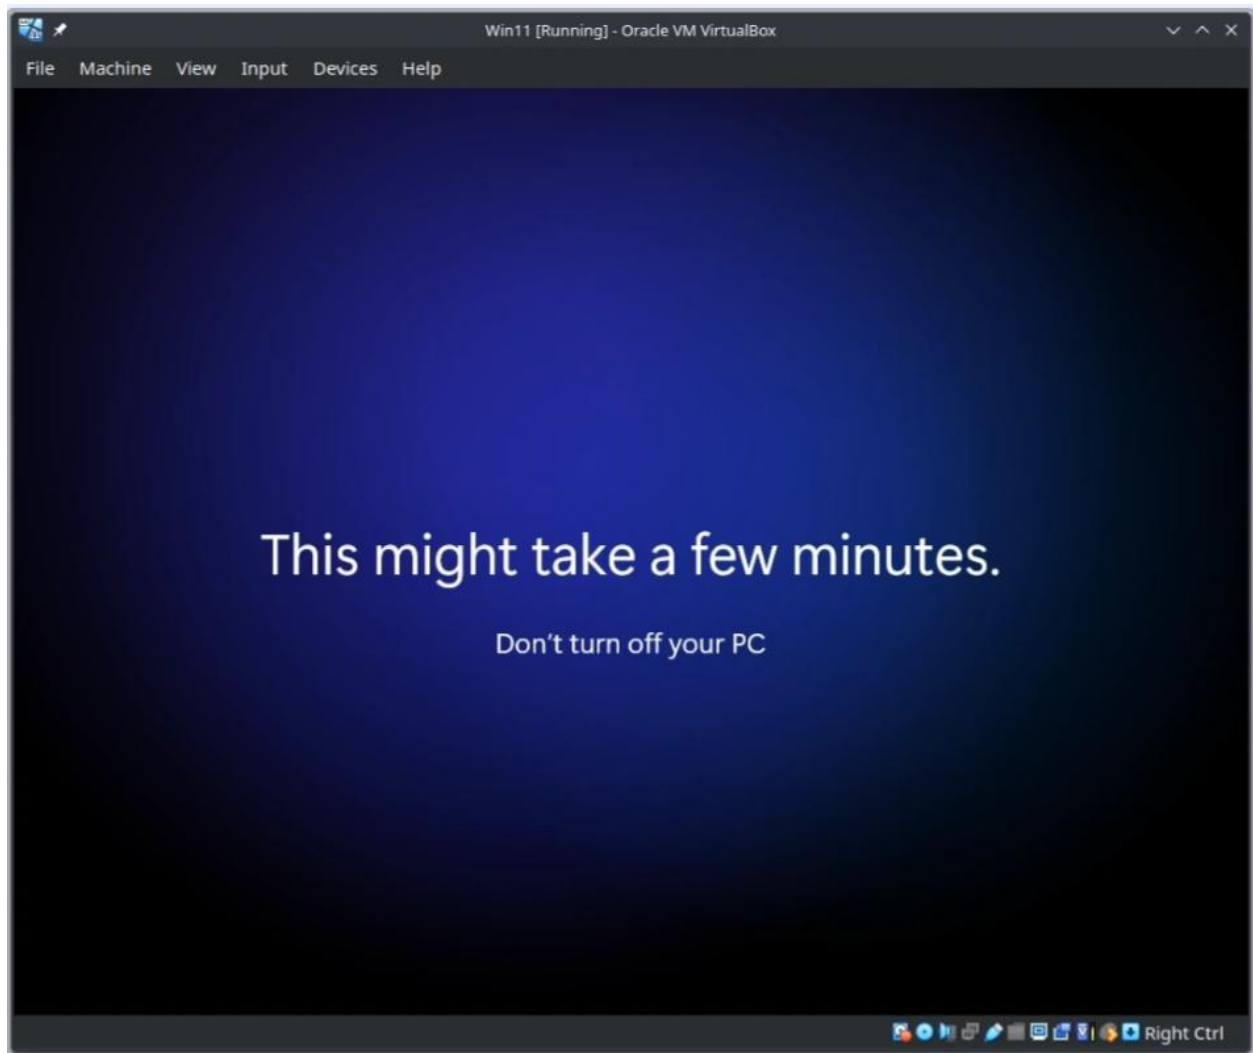 Win11 [Running] - Oracle VM VirtualBox
File Machine View Input Devices Help
This might take a few minutes.
Don't turn off your PC
Right Ctrl